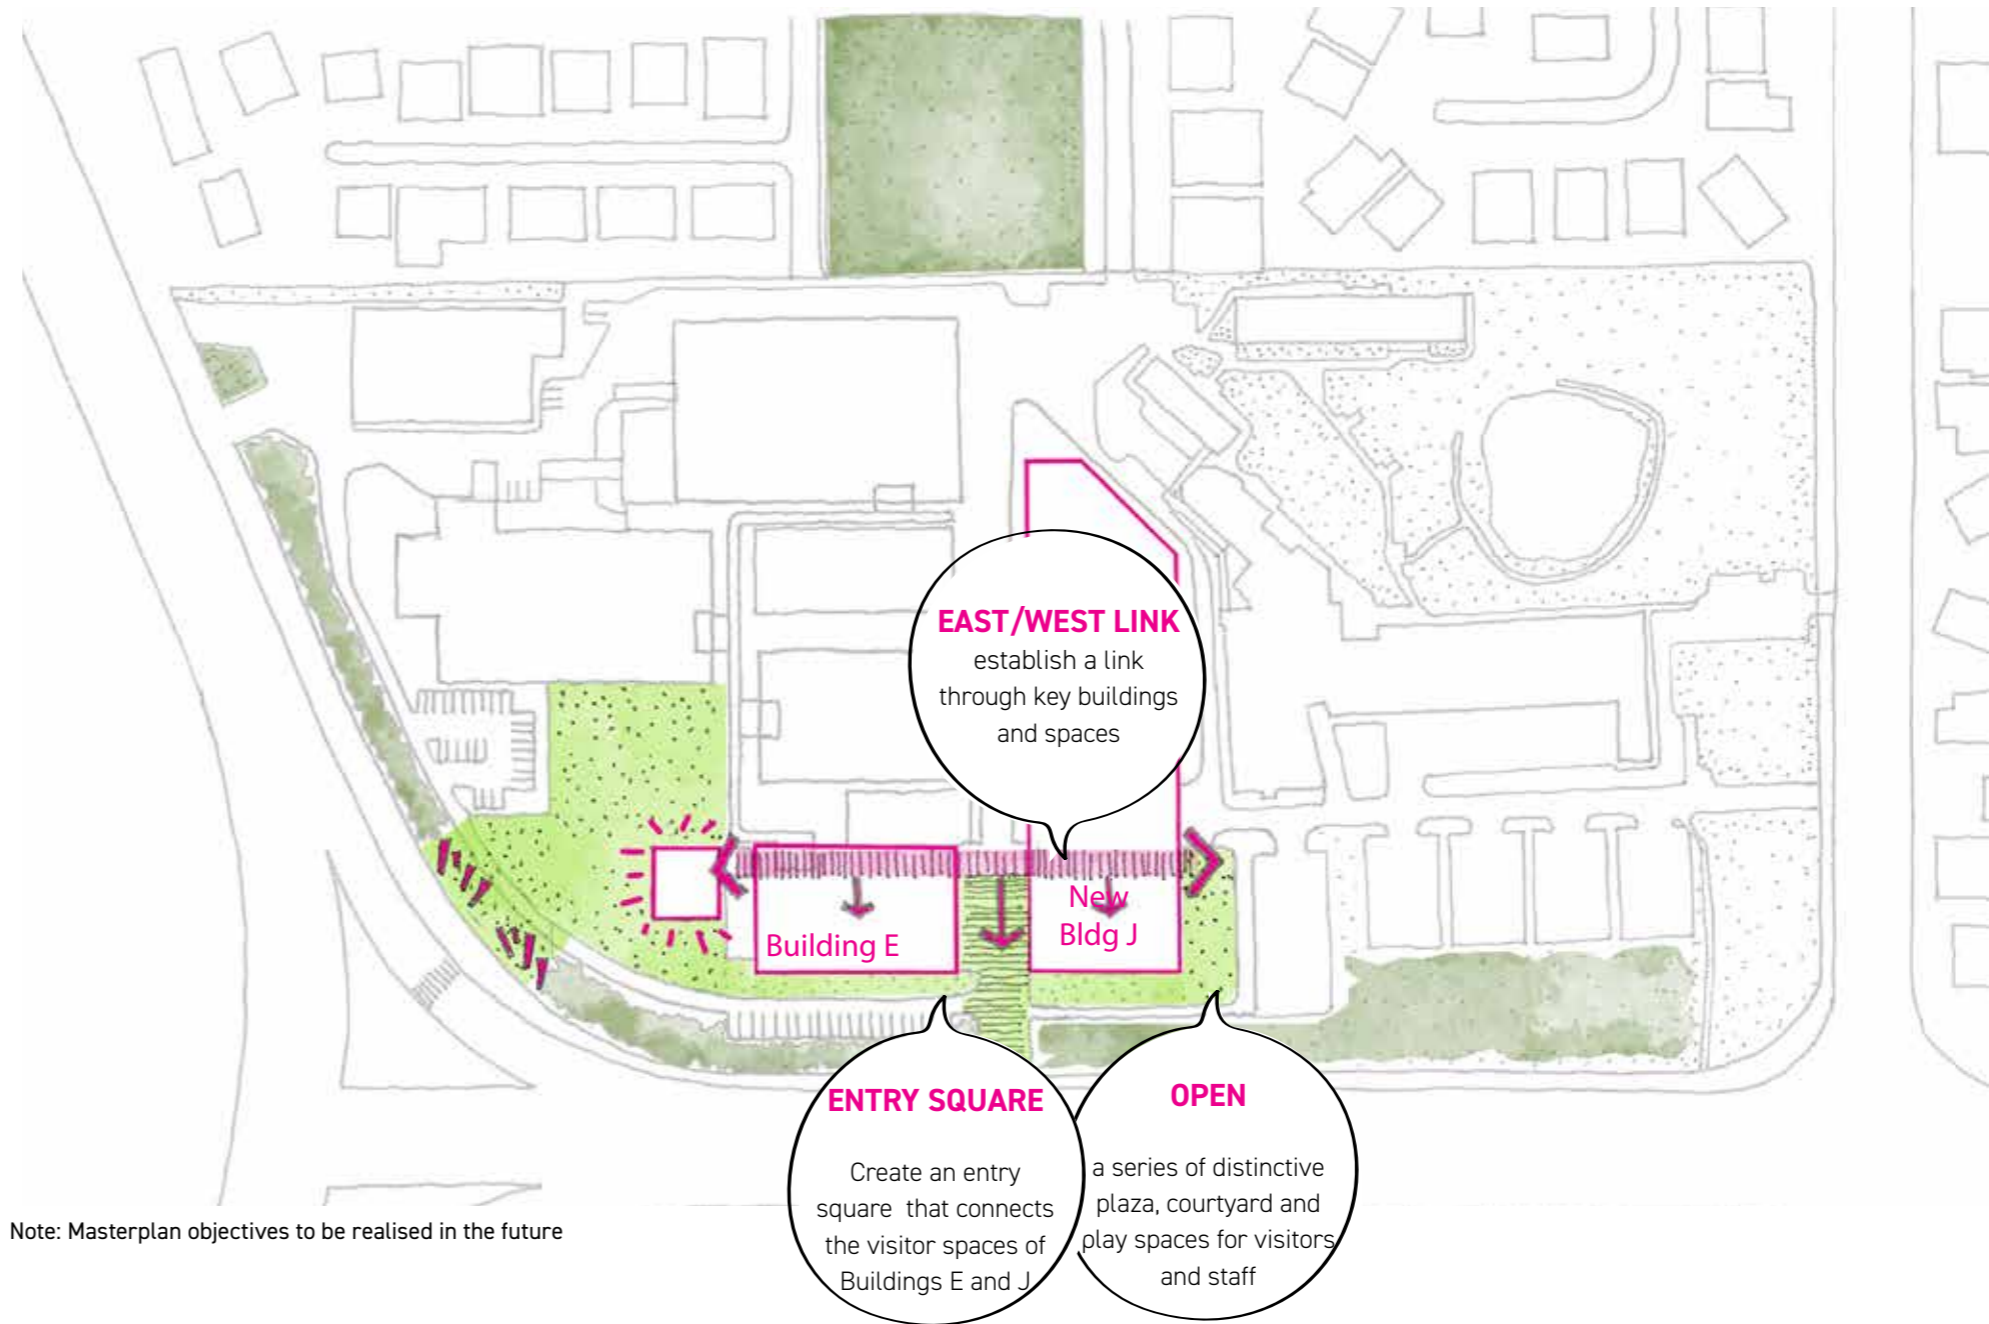 EAST/WEST LINK
establish a link
through key buildings
and spaces
New
Bldg J
Building E
ENTRY SQUARE
Create an entry
square that connects
the visitor spaces of
Buildings E and J
OPEN
a series of distinctive
plaza, courtyard and
play spaces for visitors
and staff
Note: Masterplan objectives to be realised in the future